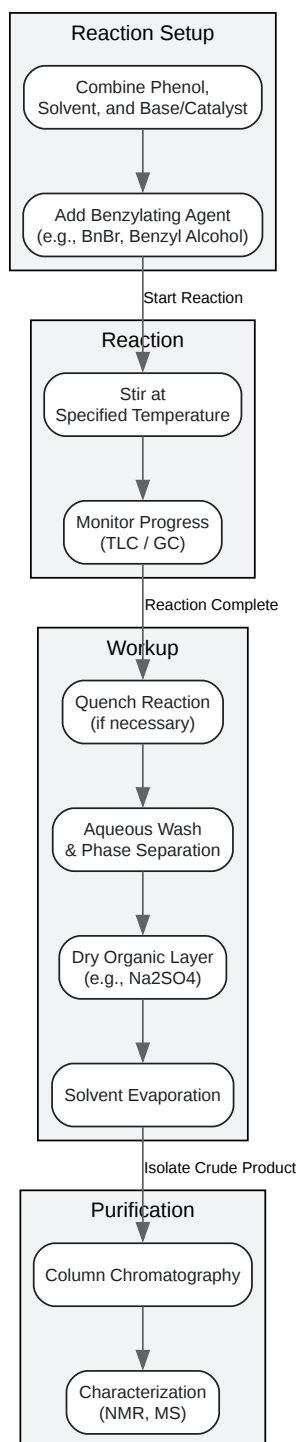 Reaction Setup
Combine Phenol,
Solvent, and Base/Catalyst
Add Benzylating Agent
(e.g., BnBr, Benzyl Alcohol)
Start Reaction
Reaction
Stir at
Specified Temperature
Monitor Progress
(TLC / GC)
Reaction Complete
Workup
Quench Reaction
(if necessary)
Aqueous Wash
& Phase Separation
Dry Organic Layer
(e.g., Na2SO4)
Solvent Evaporation
Isolate Crude Product
Purification
Column Chromatography
Characterization
(NMR, MS)